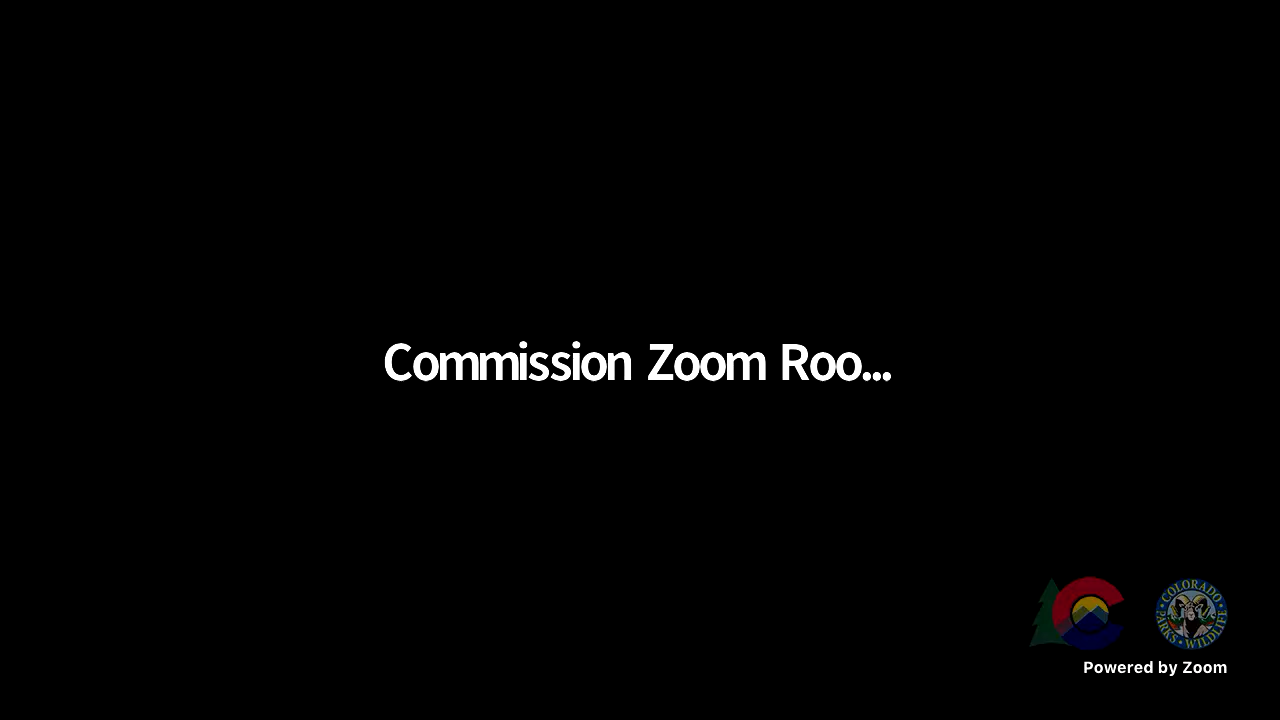 Commission Zoom Roo...
COLORADO
PARKS • WILDLIFE
Powered by Zoom